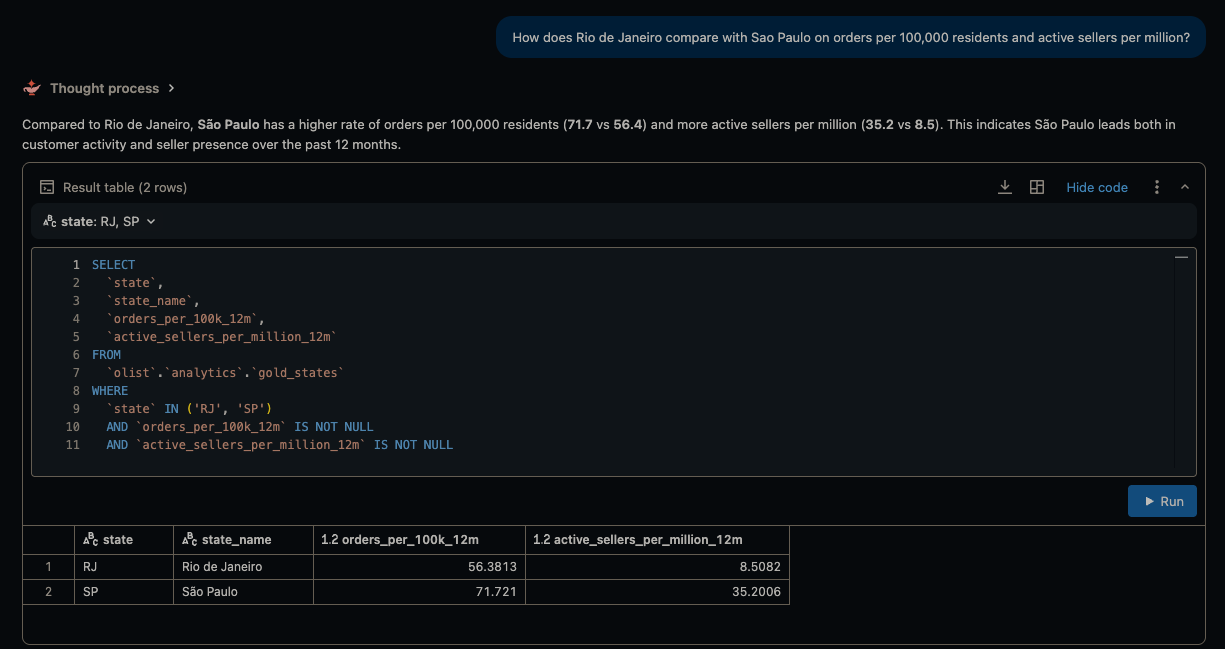 How does Rio de Janeiro compare with Sao Paulo on orders per 100,000 residents and active sellers per million?
Thought process
Compared to Rio de Janeiro, São Paulo has a higher rate of orders per 100,000 residents (71.7 vs 56.4) and more active sellers per million (35.2 vs 8.5). This indicates São Paulo leads both in
customer activity and seller presence over the past 12 months.
Result table (2 rows) Hide code
ABC state: RJ, SP
1 SELECT
2 `state`,
3 `state_name`,
4 `orders_per_100k_12m`,
5 `active_sellers_per_million_12m`
6 FROM
7 `olist`.`analytics`.`gold_states`
8 WHERE
9 `state` IN ('RJ', 'SP')
10 AND `orders_per_100k_12m` IS NOT NULL
11 AND `active_sellers_per_million_12m` IS NOT NULL
Run
ABC state ABC state_name 1.2 orders_per_100k_12m 1.2 active_sellers_per_million_12m
1 RJ Rio de Janeiro 56.3813 8.5082
2 SP São Paulo 71.721 35.2006